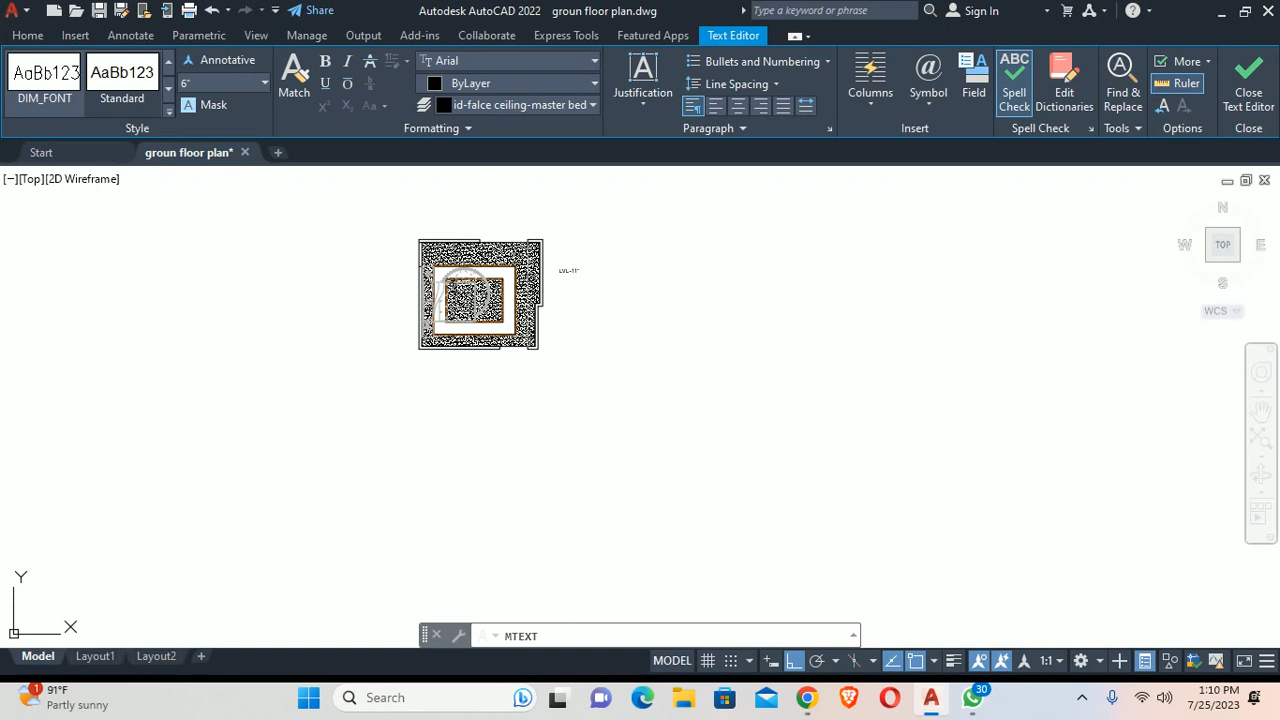 Share
Autodesk AutoCAD 2022 groun floor plan.dwg
Type a keyword or phrase
Sign In
Home Insert Annotate Parametric View Manage Output Add-ins Collaborate Express Tools Featured Apps Text Editor
AaBb123 AaBb123
DIM_FONT Standard
Annotative
6"
Mask
Style
Match
B I A
U O
Aa
Arial
ByLayer
id-falce-ceiling-master bed
Formatting
Justification
Bullets and Numbering
Line Spacing
Paragraph
Columns Symbol Field
Insert
ABC
Spell Check
Edit Dictionaries
Spell Check
Find & Replace
Tools
More
Ruler
Options
Close Text Editor
Close
Start groun floor plan*
[−][Top][2D Wireframe]
N
W TOP E
S
WCS
LVL-11"
Y
X
MTEXT
Model Layout1 Layout2
MODEL
1:1
1
91°F
Partly sunny
Search
30
1:10 PM
7/25/2023